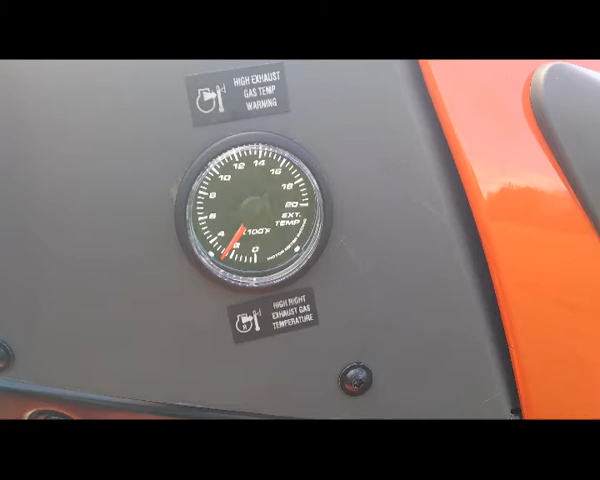 HIGH EXHAUST
GAS TEMP
WARNING
0 2 4 6 8 10 12 14 16 18 20
EXT.
TEMP
X100°F
HIGH RIGHT
EXHAUST GAS
TEMPERATURE
R